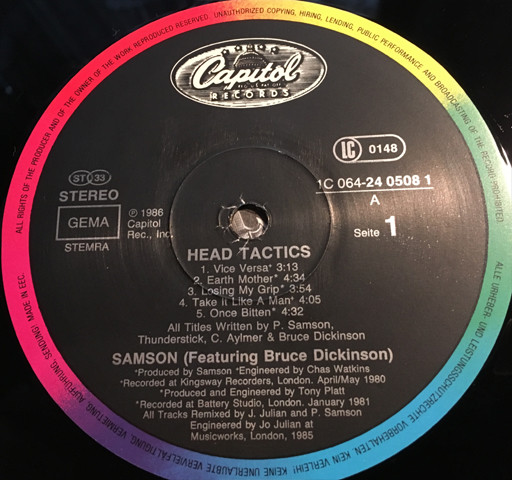 ALL RIGHTS OF THE PRODUCER AND OF THE OWNER OF THE WORK REPRODUCED RESERVED. UNAUTHORIZED COPYING, HIRING, LENDING, PUBLIC PERFORMANCE AND BROADCASTING OF THE RECORD PROHIBITED.
Capitol
RECORDS
LC 0148
1C 064-24 0508 1
A
Seite 1
ST 33
STEREO
GEMA
STEMRA
℗ 1986
Capitol
Rec., Inc.
HEAD TACTICS
1. Vice Versa* 3:13
2. Earth Mother* 4:34
3. Losing My Grip* 3:54
4. Take It Like A Man* 4:05
5. Once Bitten* 4:32
All Titles Written by P. Samson,
Thunderstick, C. Aylmer & Bruce Dickinson
SAMSON (Featuring Bruce Dickinson)
*Produced by Samson *Engineered by Chas Watkins
*Recorded at Kingsway Recorders, London. April/May 1980
*Produced and Engineered by Tony Platt
*Recorded at Battery Studio, London. January 1981
All Tracks Remixed by J. Julian and P. Samson
Engineered by Jo Julian at
Musicworks, London, 1985
ALLE URHEBER- UND LEISTUNGSSCHUTZRECHTE VORBEHALTEN. KEIN VERLEIH! KEINE UNERLAUBTE VERVIELFÄLTIGUNG, VERMIETUNG, AUFFÜHRUNG, SENDUNG! MADE IN EEC.